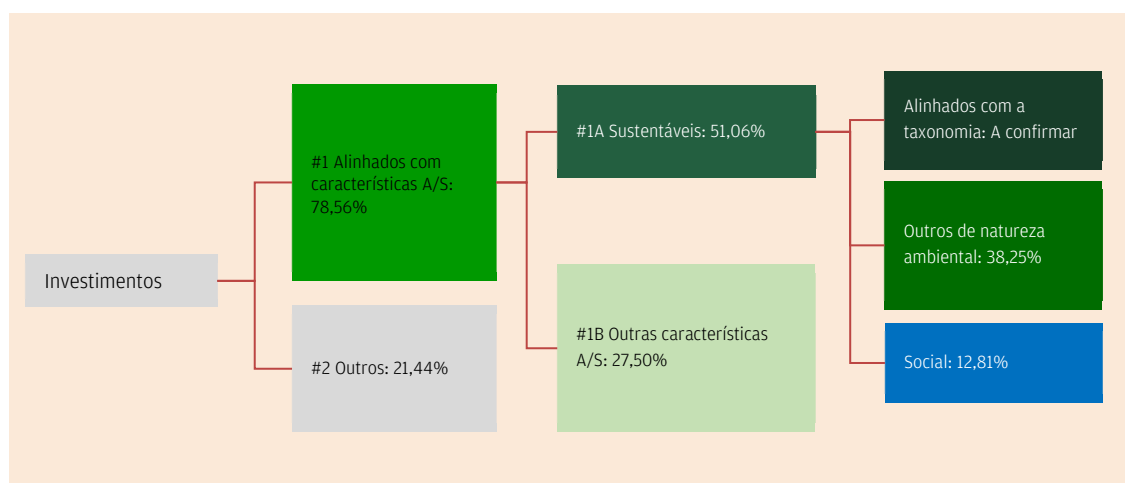 Investimentos
#1 Alinhados com
características A/S:
78,56%
#2 Outros: 21,44%
#1A Sustentáveis: 51,06%
#1B Outras características
A/S: 27,50%
Alinhados com a
taxonomia: A confirmar
Outros de natureza
ambiental: 38,25%
Social: 12,81%